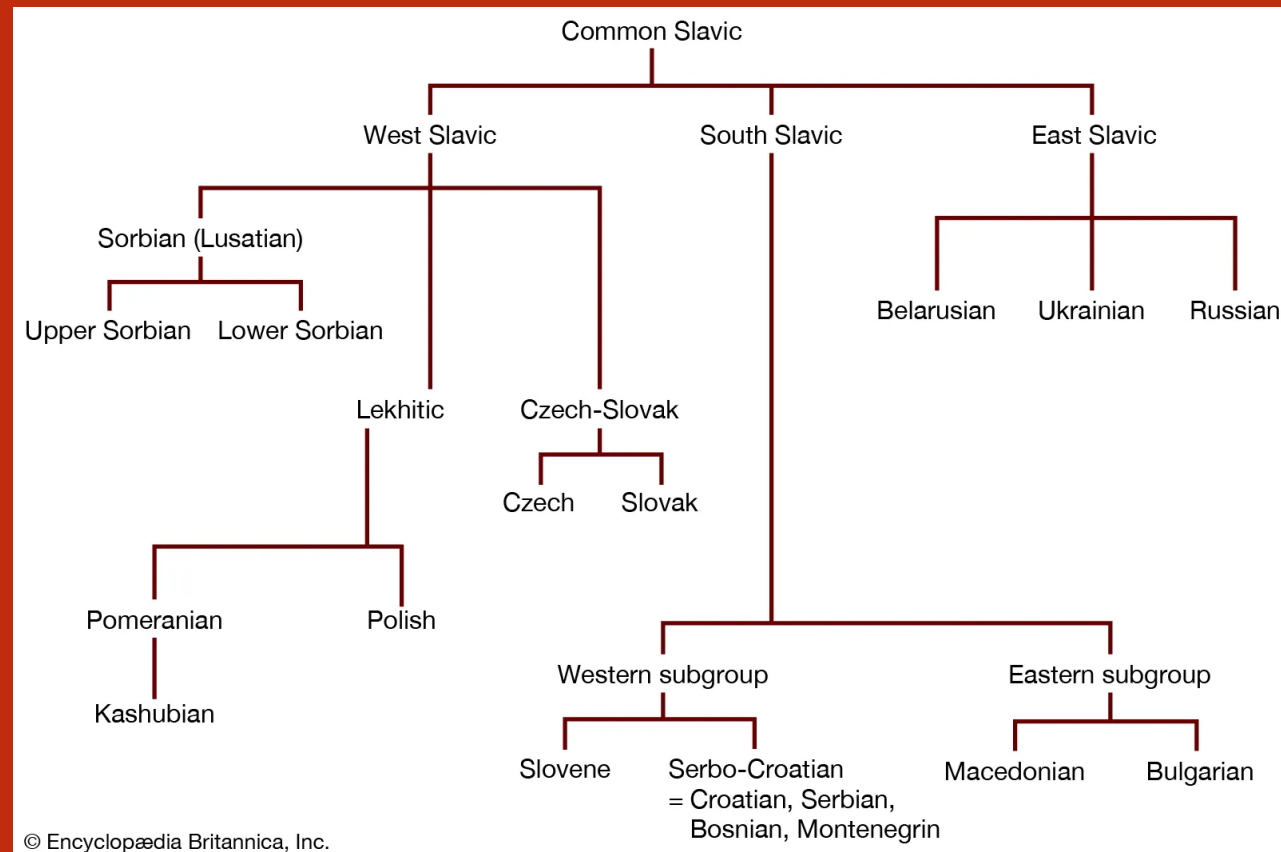 Common Slavic
West Slavic
South Slavic
East Slavic
Sorbian (Lusatian)
Upper Sorbian
Lower Sorbian
Belarusian
Ukrainian
Russian
Lekhitic
Czech-Slovak
Czech
Slovak
Pomeranian
Polish
Kashubian
Western subgroup
Eastern subgroup
Slovene
Serbo-Croatian
= Croatian, Serbian,
Bosnian, Montenegrin
Macedonian
Bulgarian
© Encyclopædia Britannica, Inc.